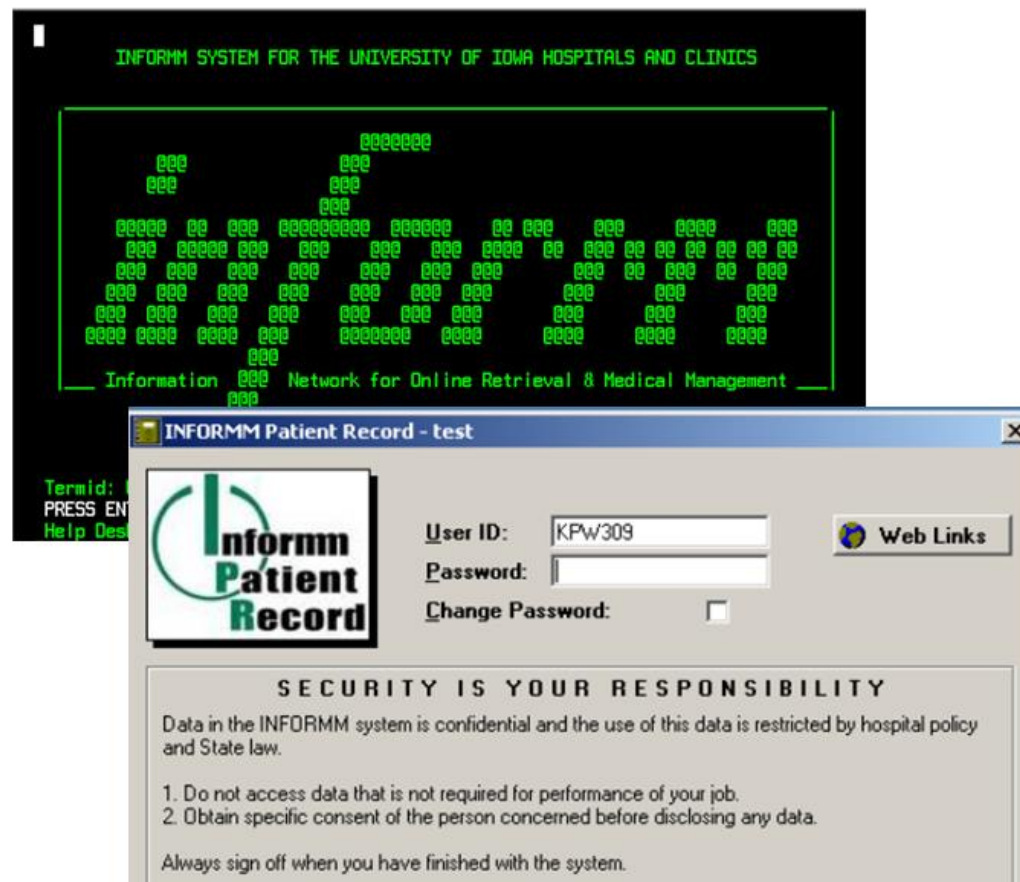 INFORMM SYSTEM FOR THE UNIVERSITY OF IOWA HOSPITALS AND CLINICS
informm
Information Network for Online Retrieval & Medical Management
Termid:
PRESS EN
Help Des
INFORMM Patient Record - test
Informm
Patient
Record
User ID: KPW309
Password:
Change Password:
Web Links
SECURITY IS YOUR RESPONSIBILITY
Data in the INFORMM system is confidential and the use of this data is restricted by hospital policy
and State law.
1. Do not access data that is not required for performance of your job.
2. Obtain specific consent of the person concerned before disclosing any data.
Always sign off when you have finished with the system.